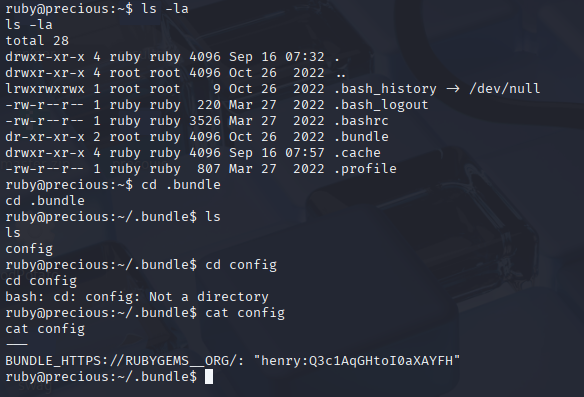 ruby@precious:~$ ls -la
ls -la
total 28
drwxr-xr-x 4 ruby ruby 4096 Sep 16 07:32 .
drwxr-xr-x 4 root root 4096 Oct 26  2022 ..
lrwxrwxrwx 1 root root    9 Oct 26  2022 .bash_history → /dev/null
-rw-r--r-- 1 ruby ruby  220 Mar 27  2022 .bash_logout
-rw-r--r-- 1 ruby ruby 3526 Mar 27  2022 .bashrc
dr-xr-xr-x 2 root ruby 4096 Oct 26  2022 .bundle
drwxr-xr-x 4 ruby ruby 4096 Sep 16 07:57 .cache
-rw-r--r-- 1 ruby ruby  807 Mar 27  2022 .profile
ruby@precious:~$ cd .bundle
cd .bundle
ruby@precious:~/.bundle$ ls
ls
config
ruby@precious:~/.bundle$ cd config
cd config
bash: cd: config: Not a directory
ruby@precious:~/.bundle$ cat config
cat config
---
BUNDLE_HTTPS://RUBYGEMS__ORG/: "henry:Q3c1AqGHtoI0aXAYFH"
ruby@precious:~/.bundle$